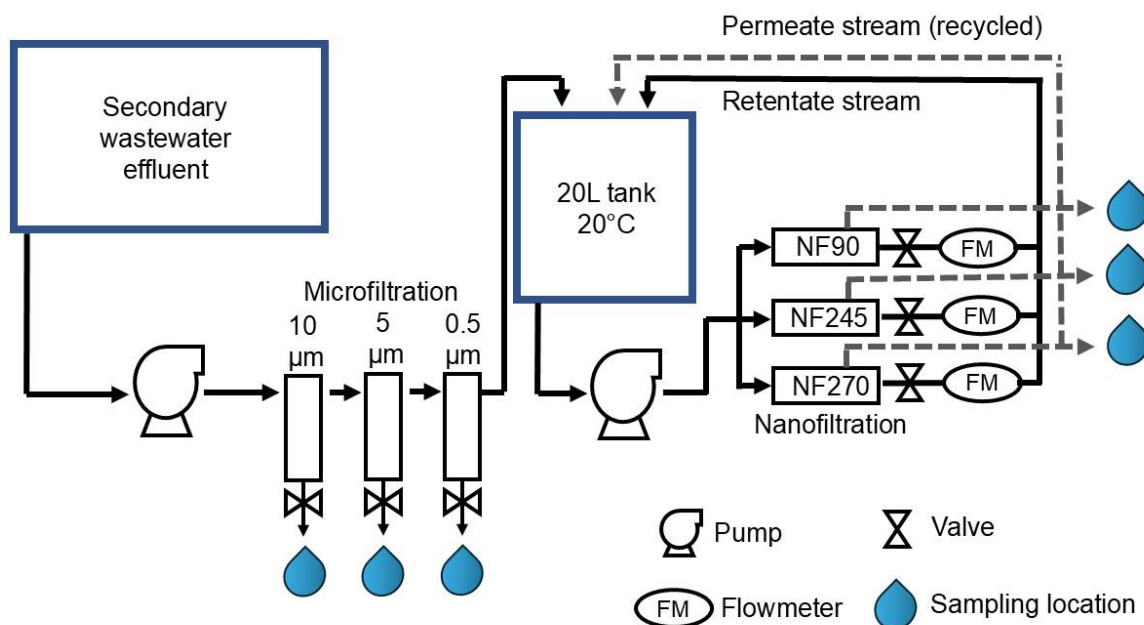 Permeate stream (recycled)
Retentate stream
Secondary
wastewater
effluent
20L tank
20°C
Microfiltration
10
µm
5
µm
0.5
µm
NF90
FM
NF245
FM
NF270
FM
Nanofiltration
Pump
Valve
FM
Flowmeter
Sampling location